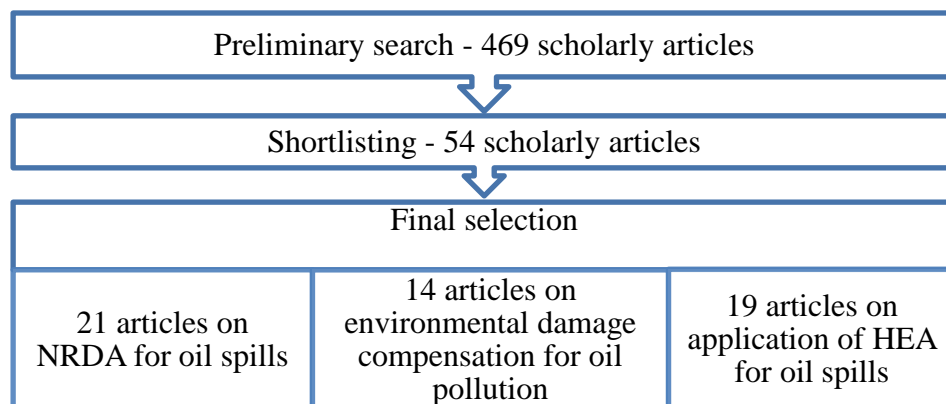 Preliminary search - 469 scholarly articles
Shortlisting - 54 scholarly articles
Final selection
21 articles on
NRDA for oil spills
14 articles on
environmental damage
compensation for oil
pollution
19 articles on
application of HEA
for oil spills